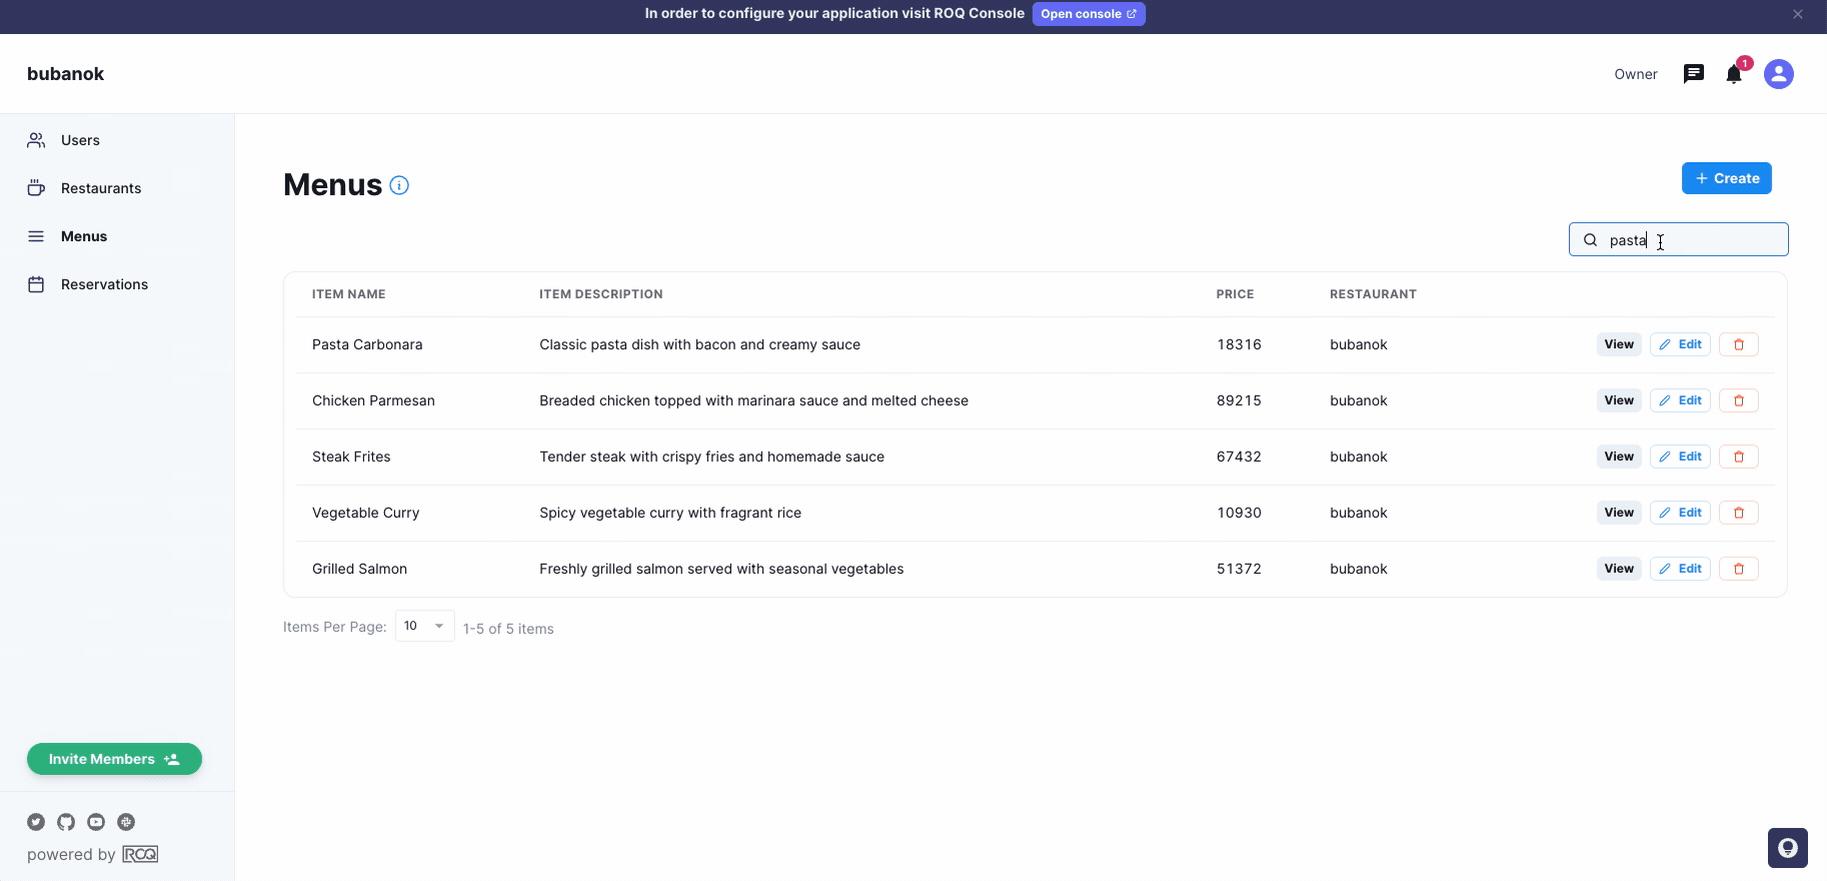 In order to configure your application visit ROQ Console Open console
bubanok
Owner 1
Users
Restaurants
Menus
Reservations
Menus
+ Create
pasta
ITEM NAME ITEM DESCRIPTION PRICE RESTAURANT
Pasta Carbonara Classic pasta dish with bacon and creamy sauce 18316 bubanok View Edit
Chicken Parmesan Breaded chicken topped with marinara sauce and melted cheese 89215 bubanok View Edit
Steak Frites Tender steak with crispy fries and homemade sauce 67432 bubanok View Edit
Vegetable Curry Spicy vegetable curry with fragrant rice 10930 bubanok View Edit
Grilled Salmon Freshly grilled salmon served with seasonal vegetables 51372 bubanok View Edit
Items Per Page: 10 1-5 of 5 items
Invite Members
powered by ROQ